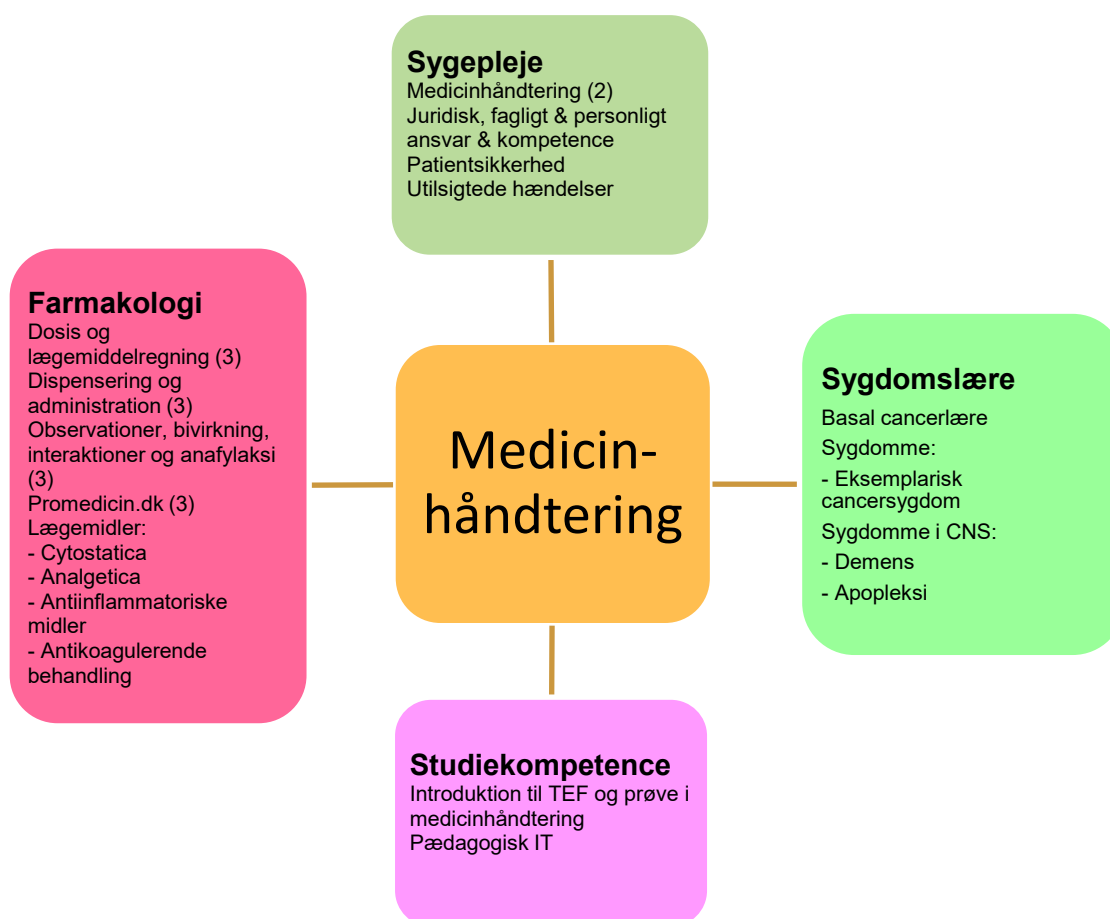 Sygepleje
Medicinhåndtering (2)
Juridisk, fagligt & personligt
ansvar & kompetence
Patientsikkerhed
Utilsigtede hændelser
Farmakologi
Dosis og
lægemiddelregning (3)
Dispensering og
administration (3)
Observationer, bivirkning,
interaktioner og anafylaksi
(3)
Promedicin.dk (3)
Lægemidler:
- Cytostatica
- Analgetica
- Antiinflammatoriske
midler
- Antikoagulerende
behandling
Medicin-
håndtering
Sygdomslære
Basal cancerlære
Sygdomme:
- Eksemplarisk
cancersygdom
Sygdomme i CNS:
- Demens
- Apopleksi
Studiekompetence
Introduktion til TEF og prøve i
medicinhåndtering
Pædagogisk IT